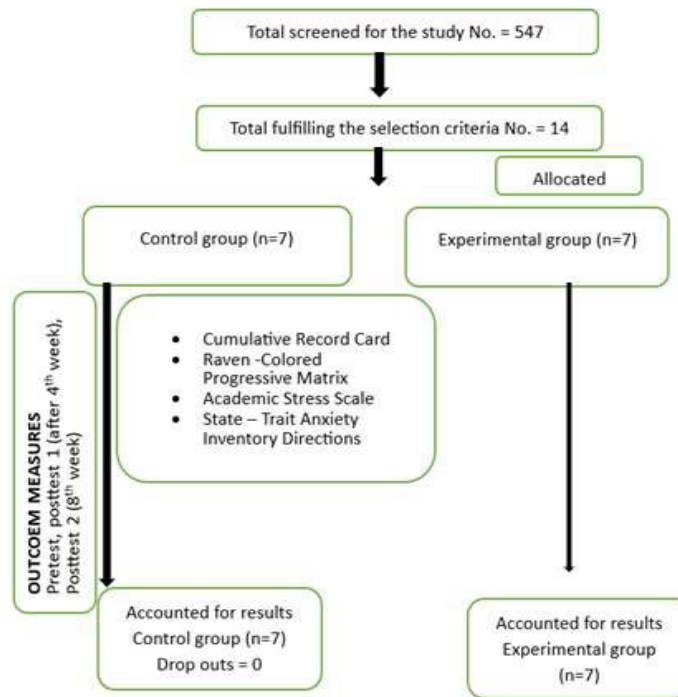 Total screened for the study No. = 547
Total fulfilling the selection criteria No. = 14
Allocated
Control group (n=7)
Experimental group (n=7)
OUTCOEM MEASURES
Pretest, posttest 1 (after 4th week),
Posttest 2 (8th week)
• Cumulative Record Card
• Raven -Colored
Progressive Matrix
• Academic Stress Scale
• State – Trait Anxiety
Inventory Directions
Accounted for results
Control group (n=7)
Drop outs = 0
Accounted for results
Experimental group
(n=7)